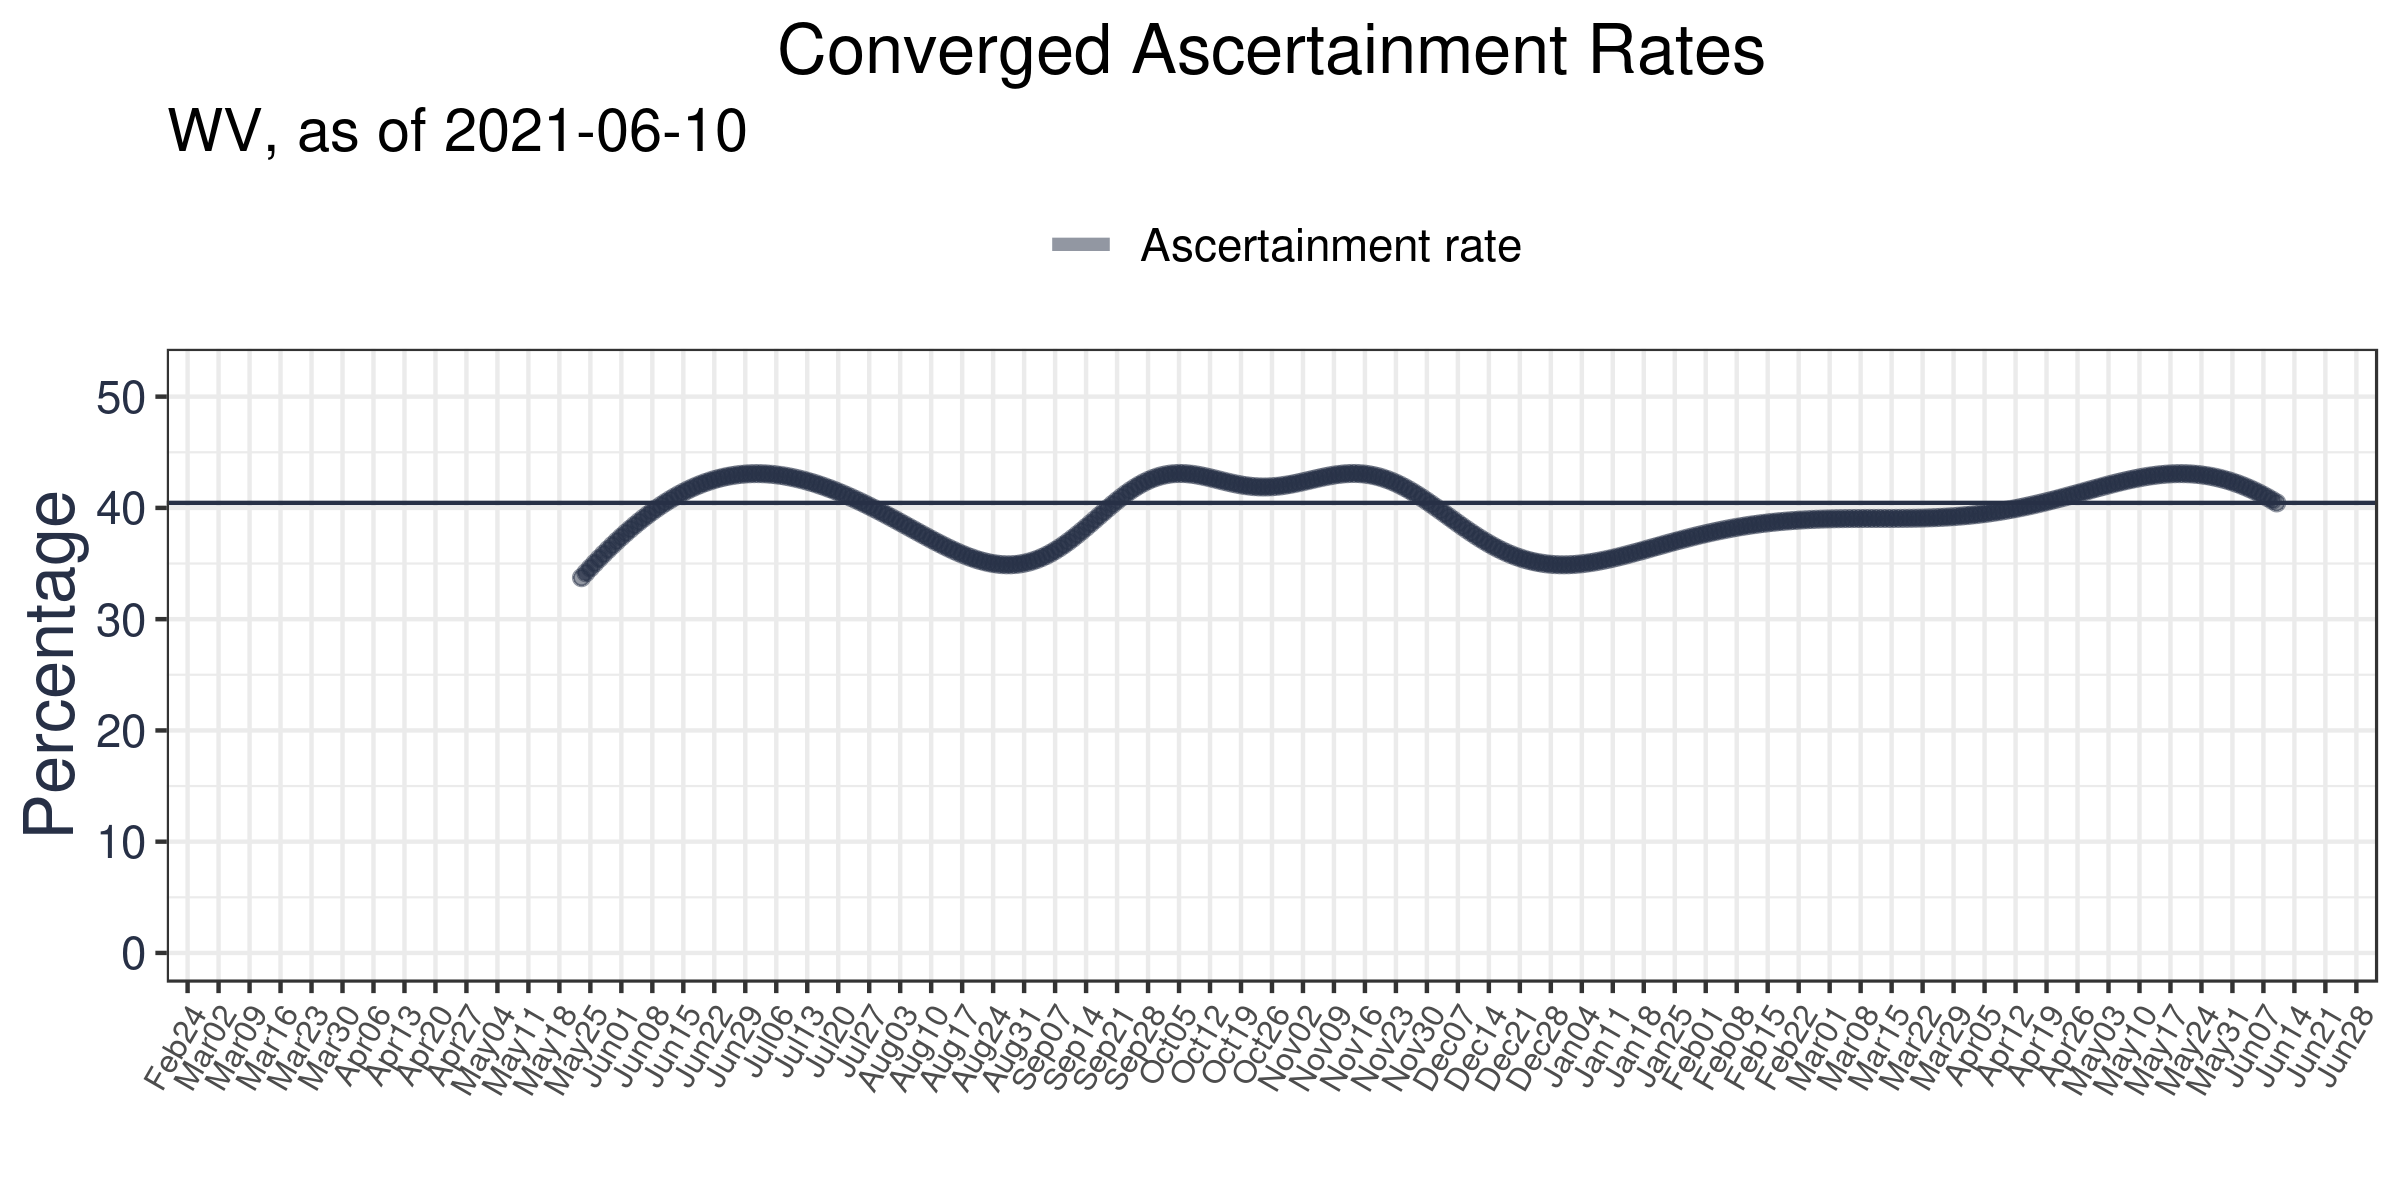 Converged Ascertainment Rates
WV, as of 2021-06-10
Ascertainment rate
Percentage
50
40
30
20
10
0
Feb24 Mar02 Mar09 Mar16 Mar23 Mar30 Apr06 Apr13 Apr20 Apr27 May04 May11 May18 May25 Jun01 Jun08 Jun15 Jun22 Jun29 Jul06 Jul13 Jul20 Jul27 Aug03 Aug10 Aug17 Aug24 Aug31 Sep07 Sep14 Sep21 Sep28 Oct05 Oct12 Oct19 Oct26 Nov02 Nov09 Nov16 Nov23 Nov30 Dec07 Dec14 Dec21 Dec28 Jan04 Jan11 Jan18 Jan25 Feb01 Feb08 Feb15 Feb22 Mar01 Mar08 Mar15 Mar22 Mar29 Apr05 Apr12 Apr19 Apr26 May03 May10 May17 May24 May31 Jun07 Jun14 Jun21 Jun28